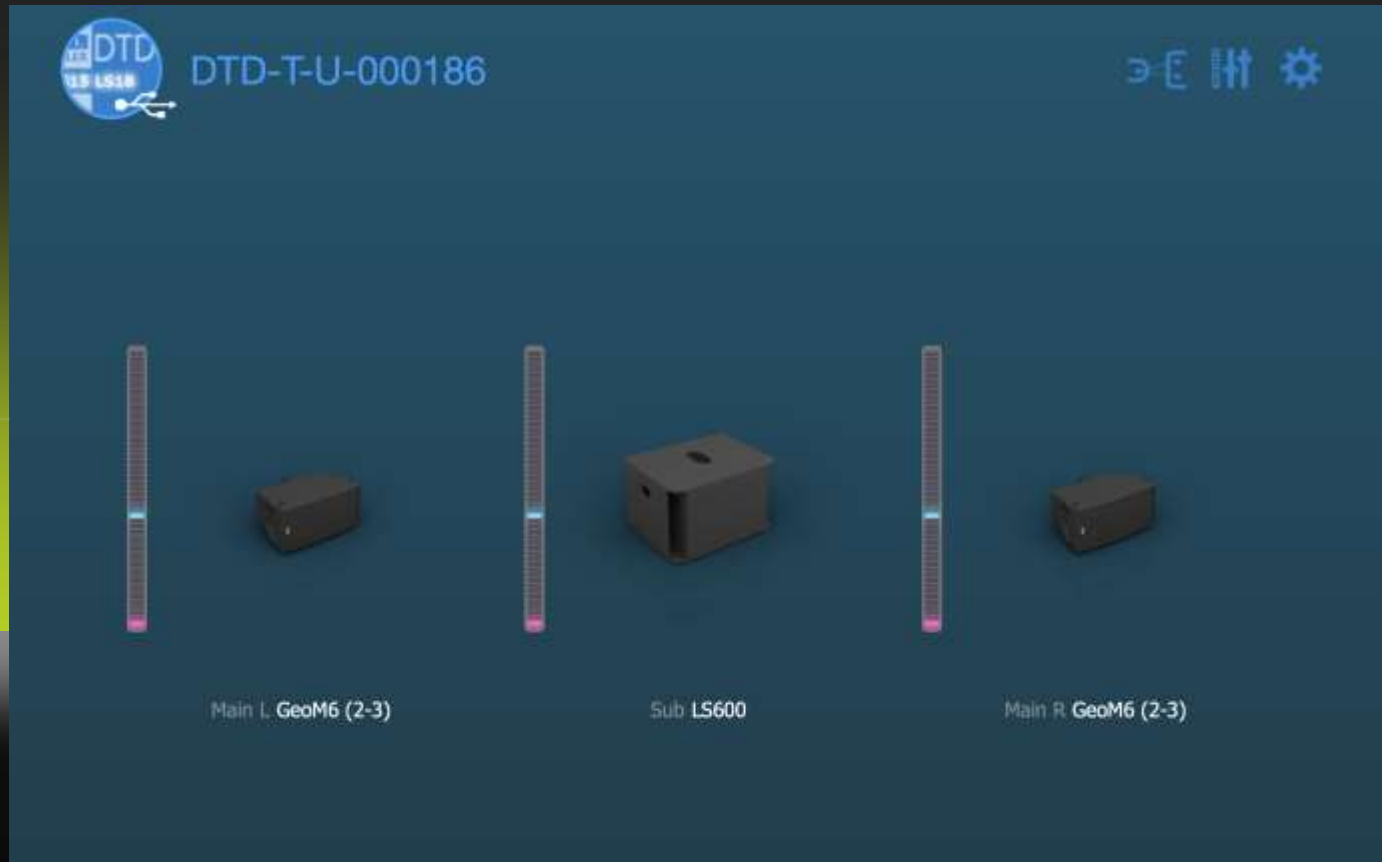 DTD
LS18
DTD-T-U-000186
Main L GeoM6 (2-3)
Sub LS600
Main R GeoM6 (2-3)